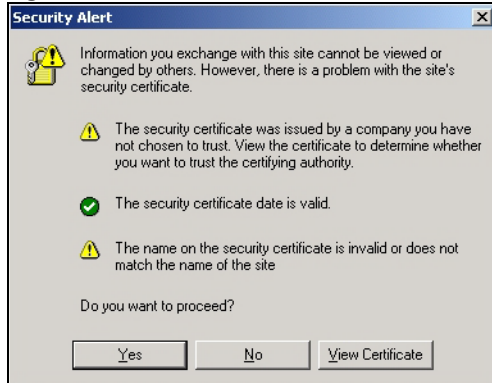 Security Alert
Information you exchange with this site cannot be viewed or
changed by others. However, there is a problem with the site's
security certificate.
The security certificate was issued by a company you have
not chosen to trust. View the certificate to determine whether
you want to trust the certifying authority.
The security certificate date is valid.
The name on the security certificate is invalid or does not
match the name of the site
Do you want to proceed?
Yes No View Certificate